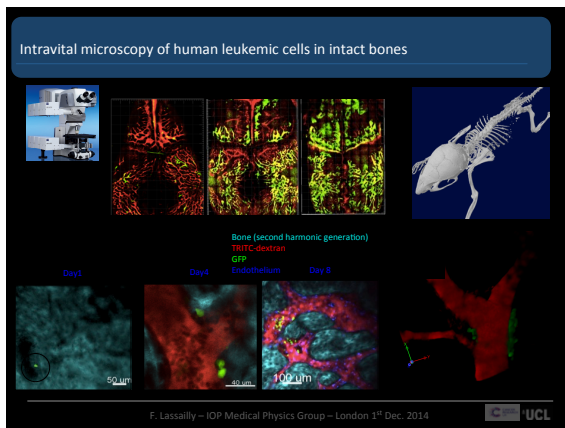 Intravital microscopy of human leukemic cells in intact bones
Bone (second harmonic generation)
TRITC-dextran
GFP
Endothelium
Day1
Day4
Day 8
50 um
40 um
100 um
F. Lassailly – IOP Medical Physics Group – London 1st Dec. 2014
UCL